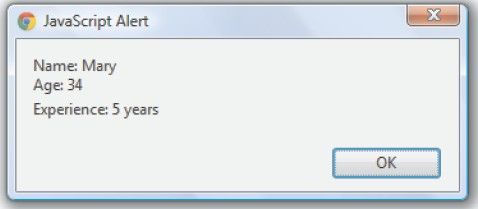 JavaScript Alert
Name: Mary
Age: 34
Experience: 5 years
OK